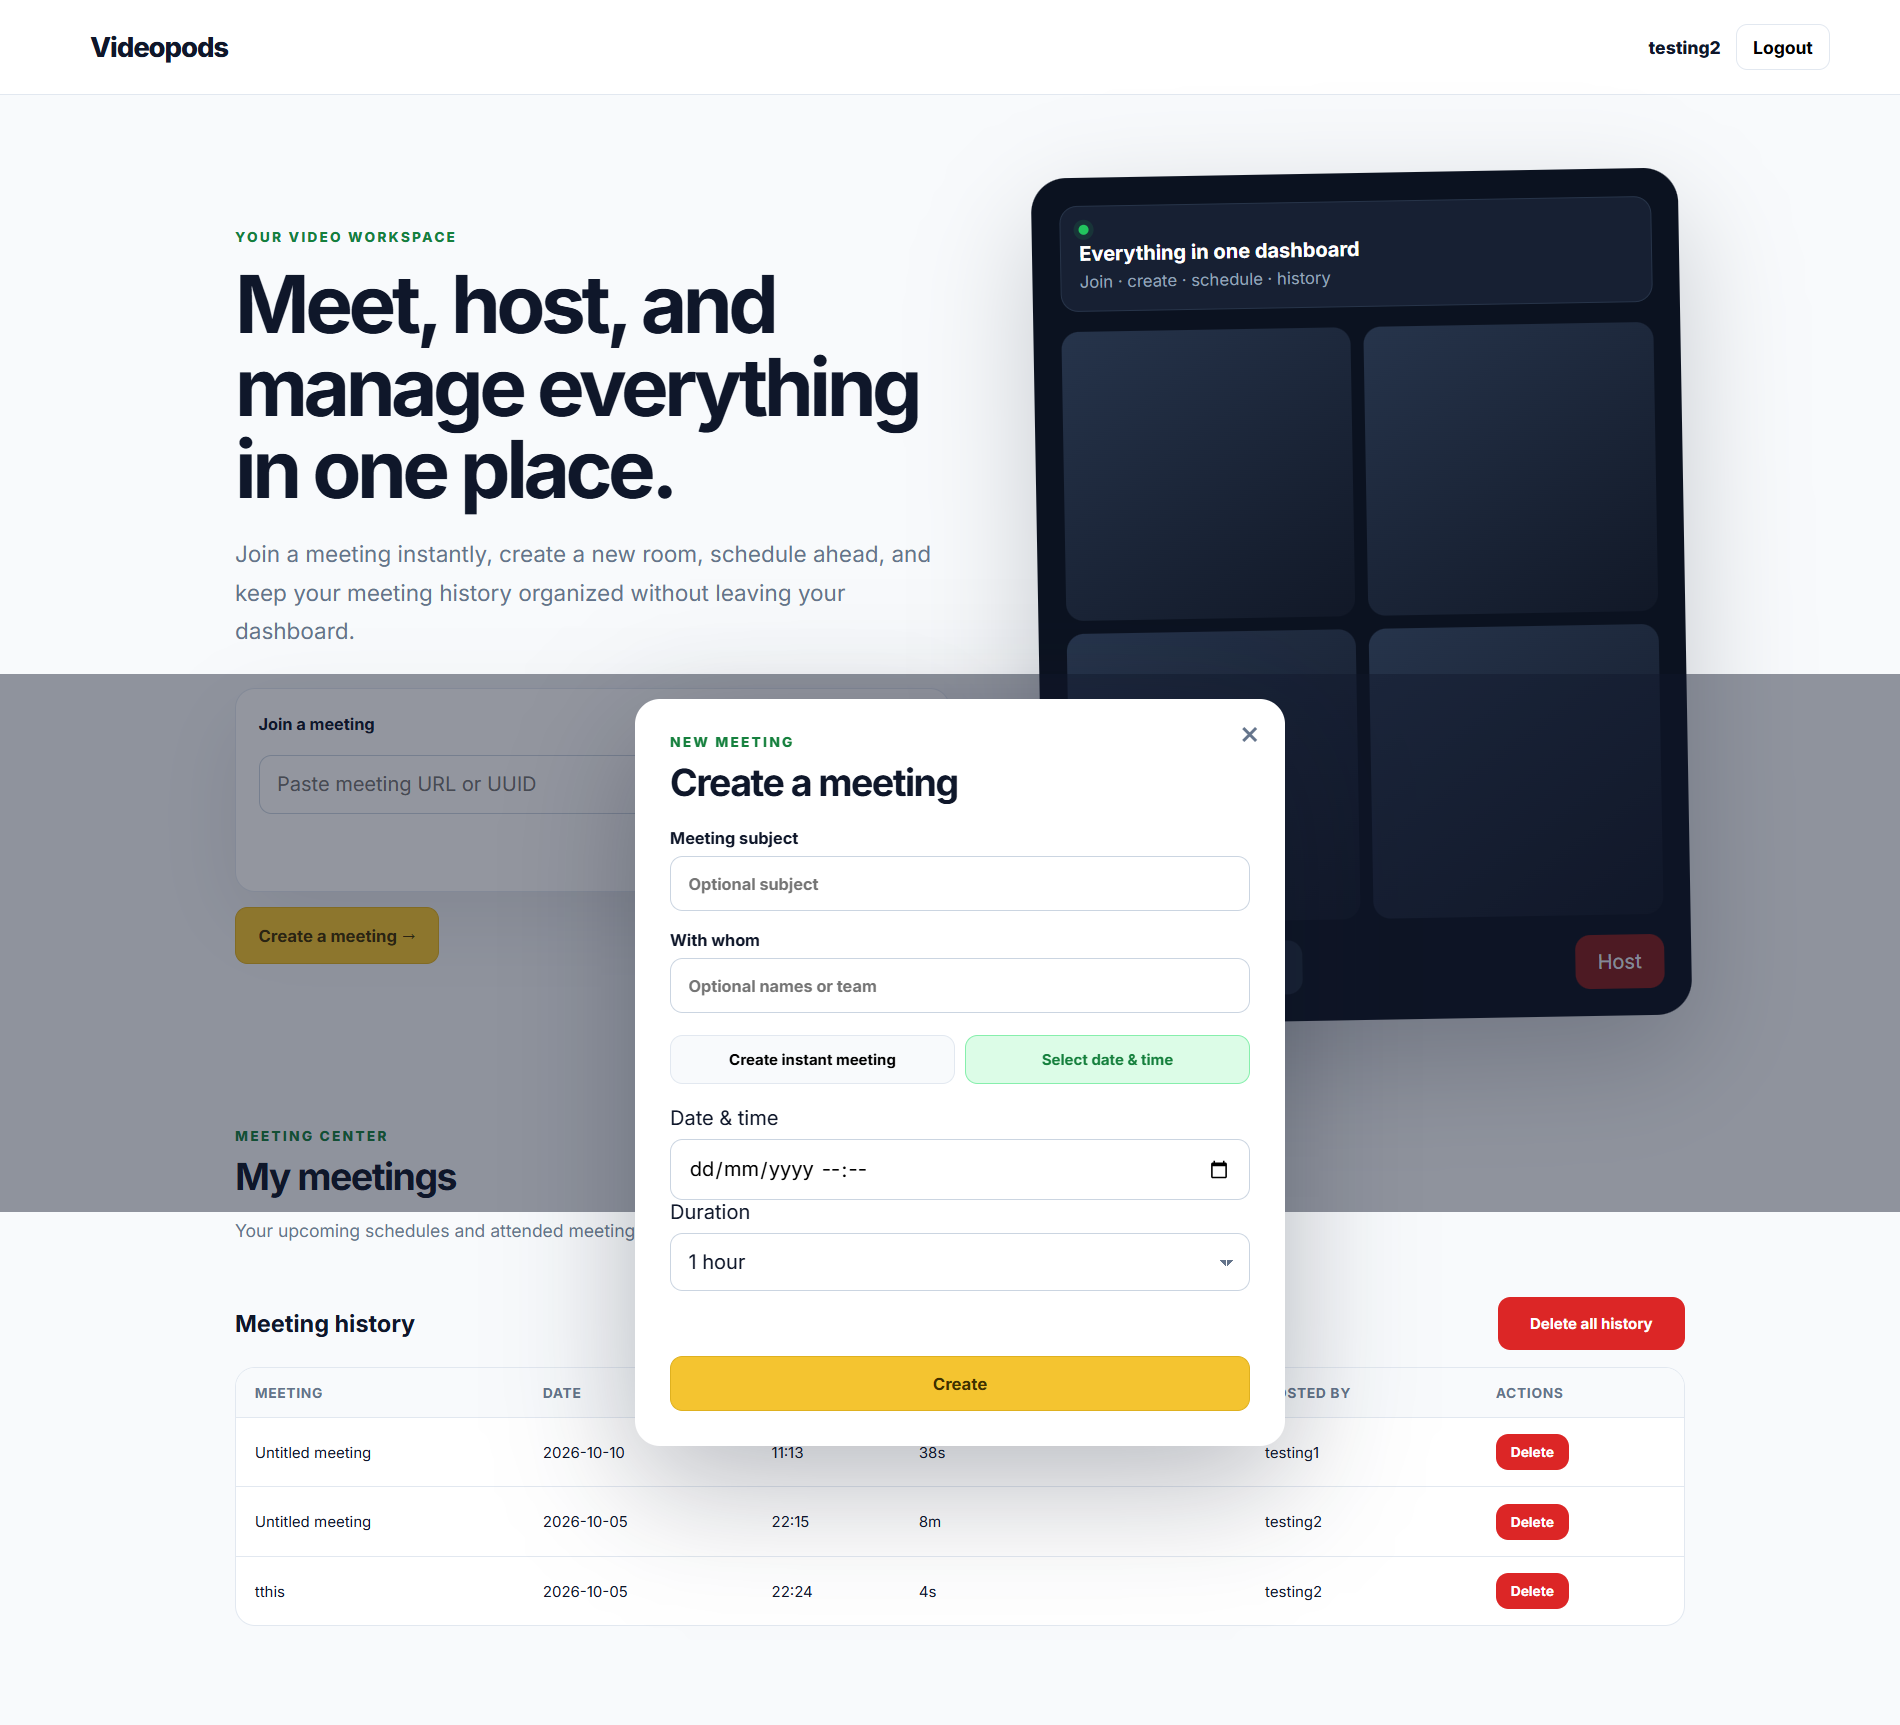 Videopods
testing2
Logout
YOUR VIDEO WORKSPACE
Meet, host, and
manage everything
in one place.
Join a meeting instantly, create a new room, schedule ahead, and
keep your meeting history organized without leaving your
dashboard.
Everything in one dashboard
Join · create · schedule · history
Host
Join a meeting
Paste meeting URL or UUID
Create a meeting →
NEW MEETING
×
Create a meeting
Meeting subject
Optional subject
With whom
Optional names or team
Create instant meeting
Select date & time
Date & time
dd/mm/yyyy --:--
Duration
1 hour
Create
MEETING CENTER
My meetings
Your upcoming schedules and attended meeting
Meeting history
Delete all history
MEETING DATE OSTED BY ACTIONS
Untitled meeting 2026-10-10 11:13 38s testing1 Delete
Untitled meeting 2026-10-05 22:15 8m testing2 Delete
tthis 2026-10-05 22:24 4s testing2 Delete